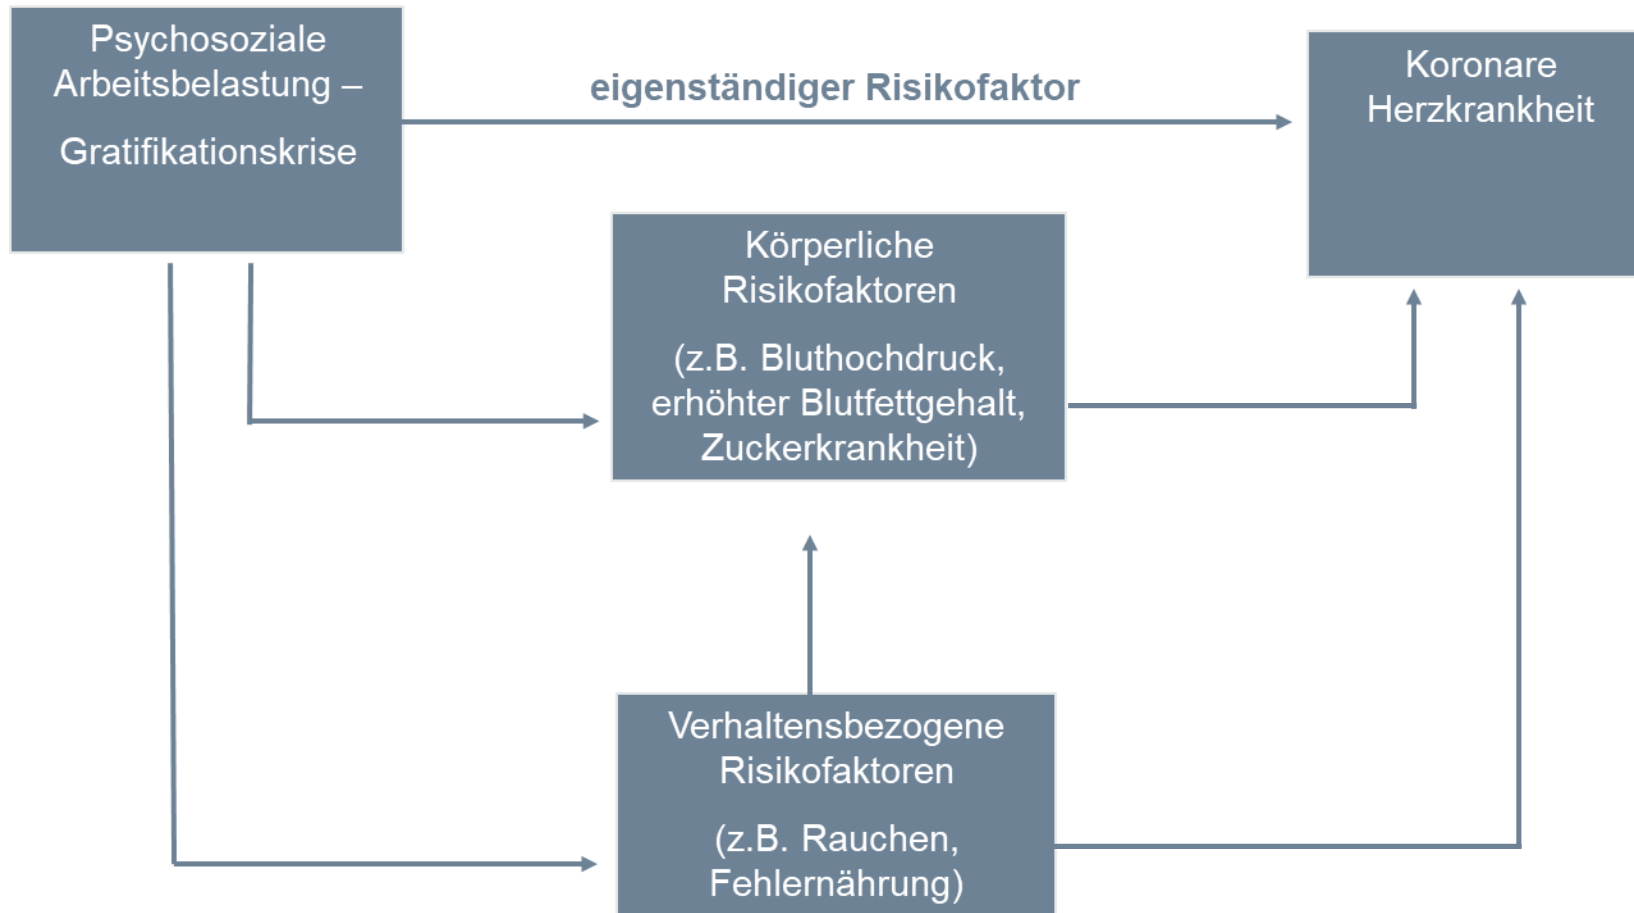 Psychosoziale
Arbeitsbelastung –
Gratifikationskrise
eigenständiger Risikofaktor
Koronare
Herzkrankheit
Körperliche
Risikofaktoren
(z.B. Bluthochdruck,
erhöhter Blutfettgehalt,
Zuckerkrankheit)
Verhaltensbezogene
Risikofaktoren
(z.B. Rauchen,
Fehlernährung)